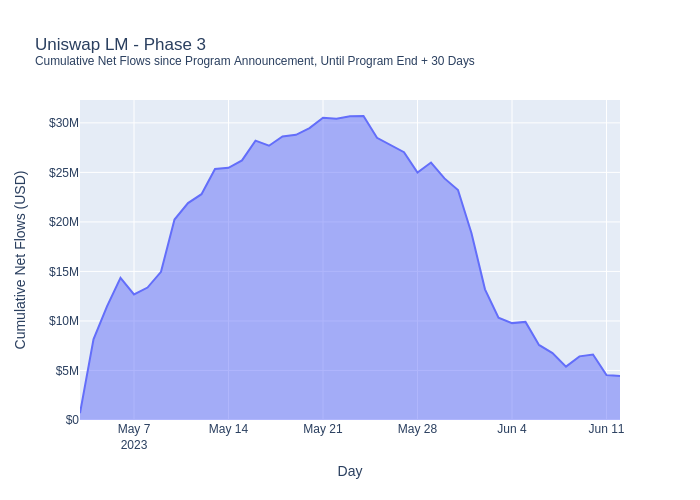 Uniswap LM - Phase 3
Cumulative Net Flows since Program Announcement, Until Program End + 30 Days
Cumulative Net Flows (USD)
$30M
$25M
$20M
$15M
$10M
$5M
$0
May 7
2023
May 14
May 21
May 28
Jun 4
Jun 11
Day